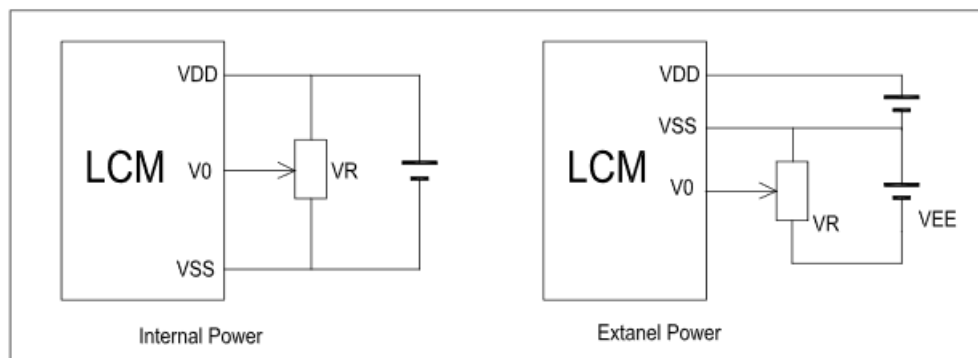 VDD
LCM
V0
VR
VSS
Internal Power
VDD
VSS
LCM
V0
VR
VEE
Extanel Power